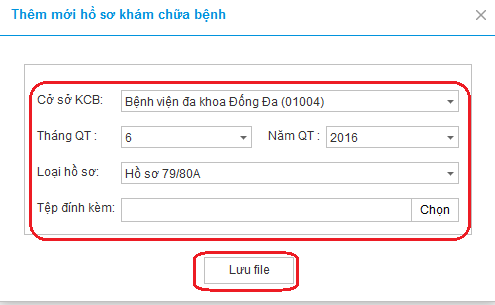 Thêm mới hồ sơ khám chữa bệnh
Cở sở KCB: Bệnh viện đa khoa Đống Đa (01004)
Tháng QT : 6 Năm QT : 2016
Loại hồ sơ: Hồ sơ 79/80A
Tệp đính kèm: Chọn
Lưu file